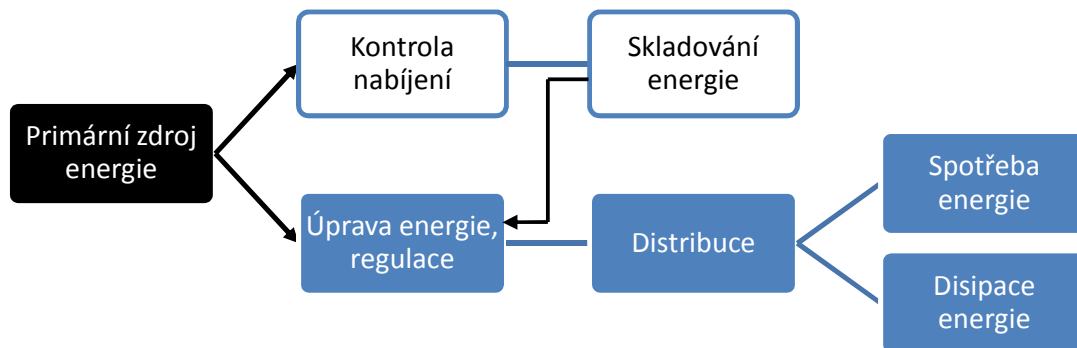 Kontrola
nabíjení
Skladování
energie
Primární zdroj
energie
Úprava energie,
regulace
Distribuce
Spotřeba
energie
Disipace
energie